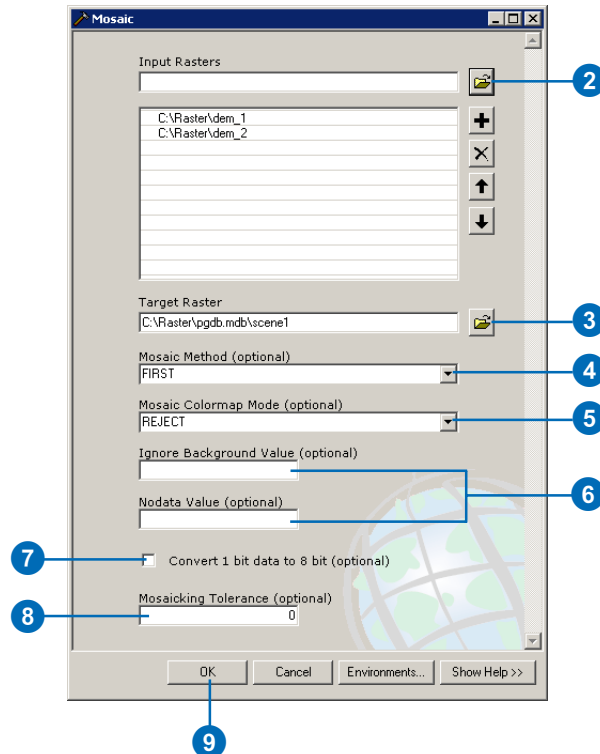 Mosaic
Input Rasters
2
C:\Raster\dem_1
C:\Raster\dem_2
Target Raster
C:\Raster\pgdb.mdb\scene1
3
Mosaic Method (optional)
FIRST
4
Mosaic Colormap Mode (optional)
REJECT
5
Ignore Background Value (optional)
6
Nodata Value (optional)
7
Convert 1 bit data to 8 bit (optional)
Mosaicking Tolerance (optional)
8
0
OK
Cancel
Environments...
Show Help >>
9